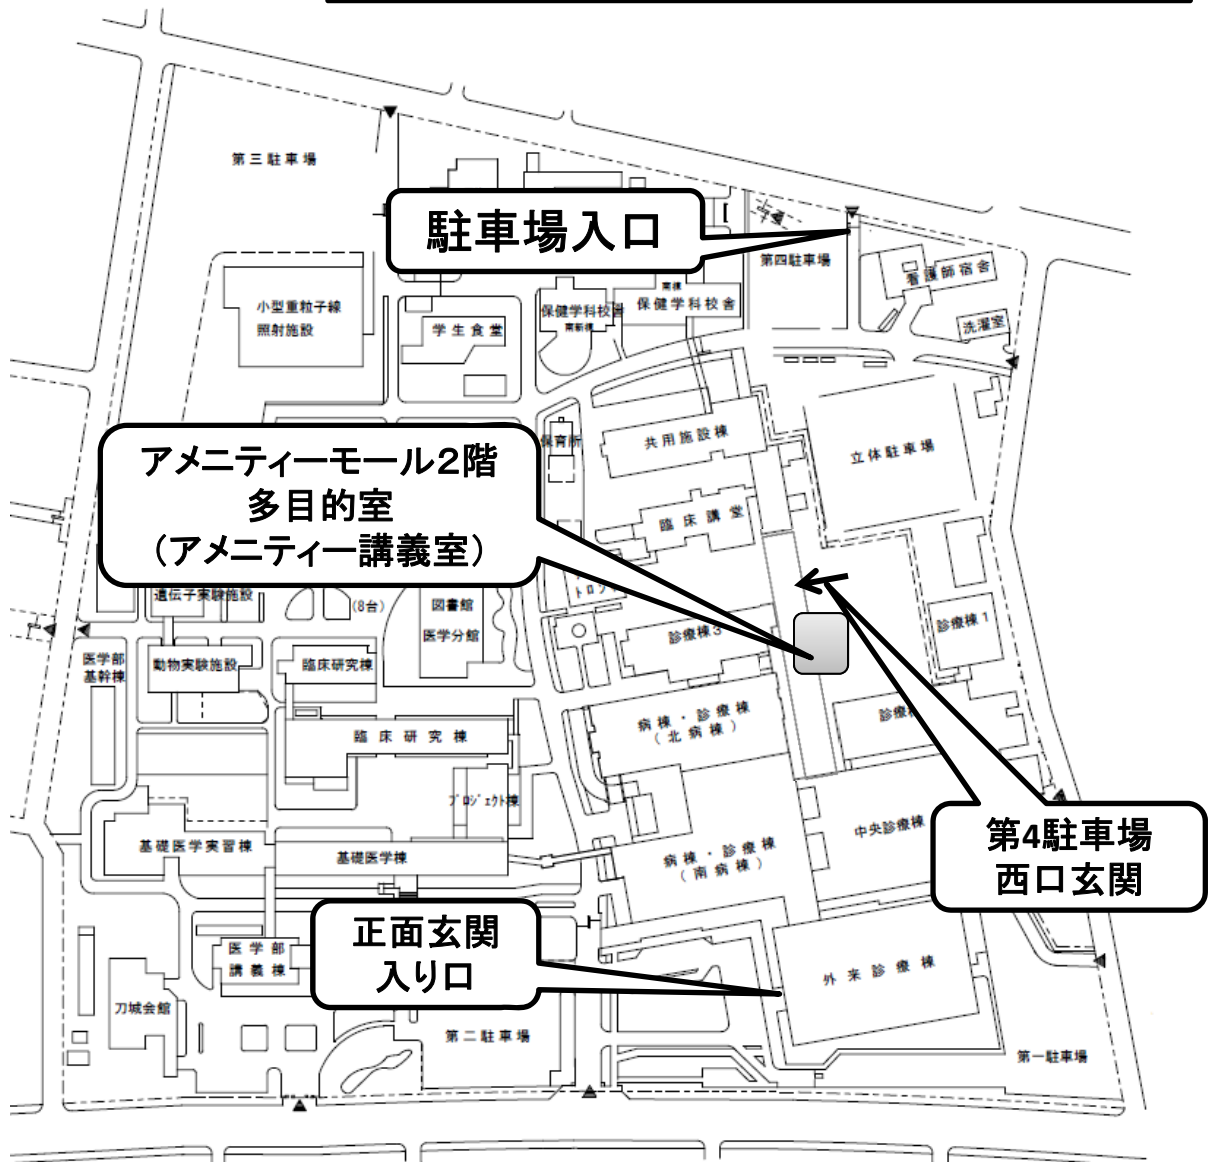 第三駐車場
駐車場入口
第四駐車場
看護師宿舎
小型重粒子線
照射施設
学生食堂
保健学科校舎
南新棟
南棟
保健学科校舎
洗濯室
保育所
共用施設棟
立体駐車場
アメニティーモール２階
多目的室
（アメニティー講義室）
臨床講堂
遺伝子実験施設
(8台)
図書館
医学分館
診療棟3
診療棟1
医学部
基幹棟
動物実験施設
臨床研究棟
病棟・診療棟
（北病棟）
臨床研究棟
プロジェクト棟
中央診療棟
第4駐車場
西口玄関
基礎医学実習棟
基礎医学棟
病棟・診療棟
（南病棟）
正面玄関
入り口
医学部
講義棟
外来診療棟
刀城会館
第二駐車場
第一駐車場